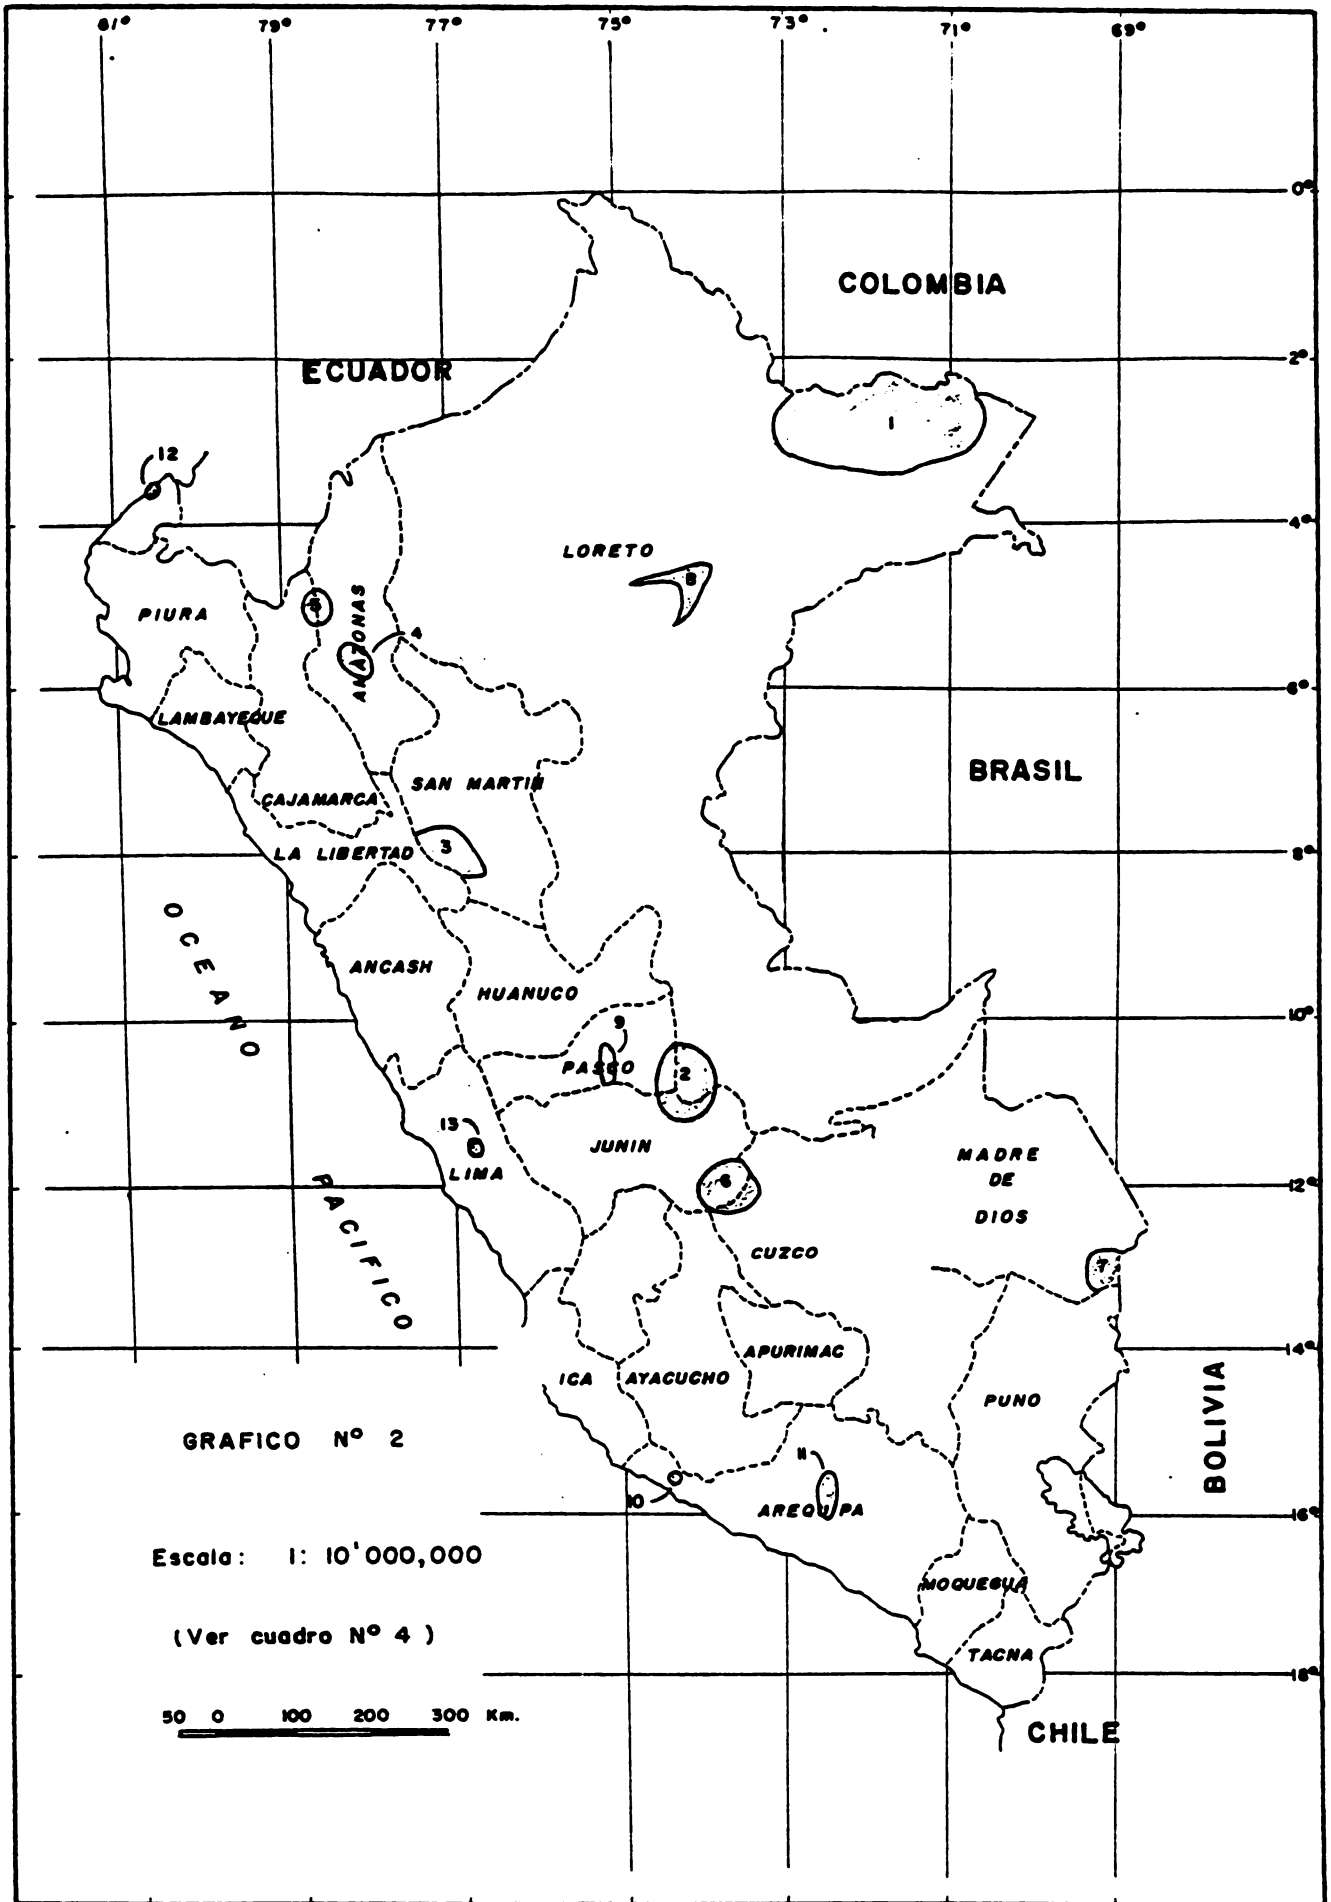 81° 79° 77° 75° 73° 71° 69°
0°
COLOMBIA
2°
ECUADOR
1
12
4°
LORETO
8
5
PIURA
AMAZONAS
4
6°
LAMBAYEQUE
BRASIL
SAN MARTIN
CAJAMARCA
3
LA LIBERTAD
8°
OCEANO
ANCASH
HUANUCO
10°
9
PASCO
2
13
JUNIN
MADRE
DE
DIOS
LIMA
6
12°
PACIFICO
CUZCO
7
14°
APURIMAC
ICA
AYACUCHO
PUNO
BOLIVIA
GRAFICO Nº 2
11
10
AREQUIPA
16°
Escala: 1: 10'000,000
MOQUEGUA
(Ver cuadro Nº 4)
TACNA
18°
50 0 100 200 300 Km.
CHILE